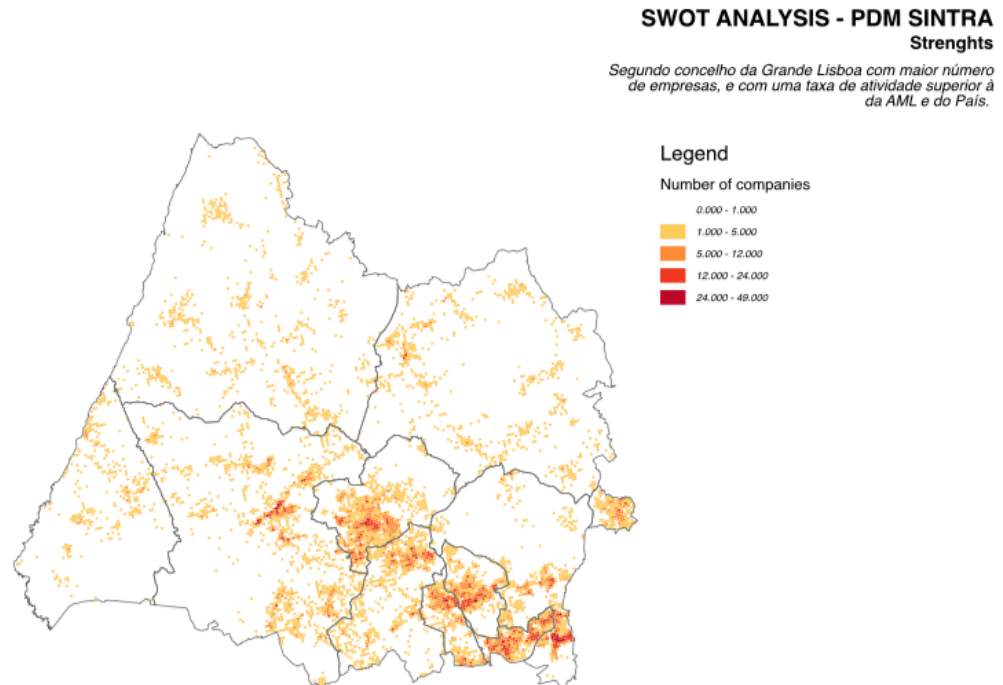 SWOT ANALYSIS - PDM SINTRA
Strenghts
Segundo concelho da Grande Lisboa com maior número
de empresas, e com uma taxa de atividade superior à
da AML e do País.
Legend
Number of companies
0.000 - 1.000
1.000 - 5.000
5.000 - 12.000
12.000 - 24.000
24.000 - 49.000